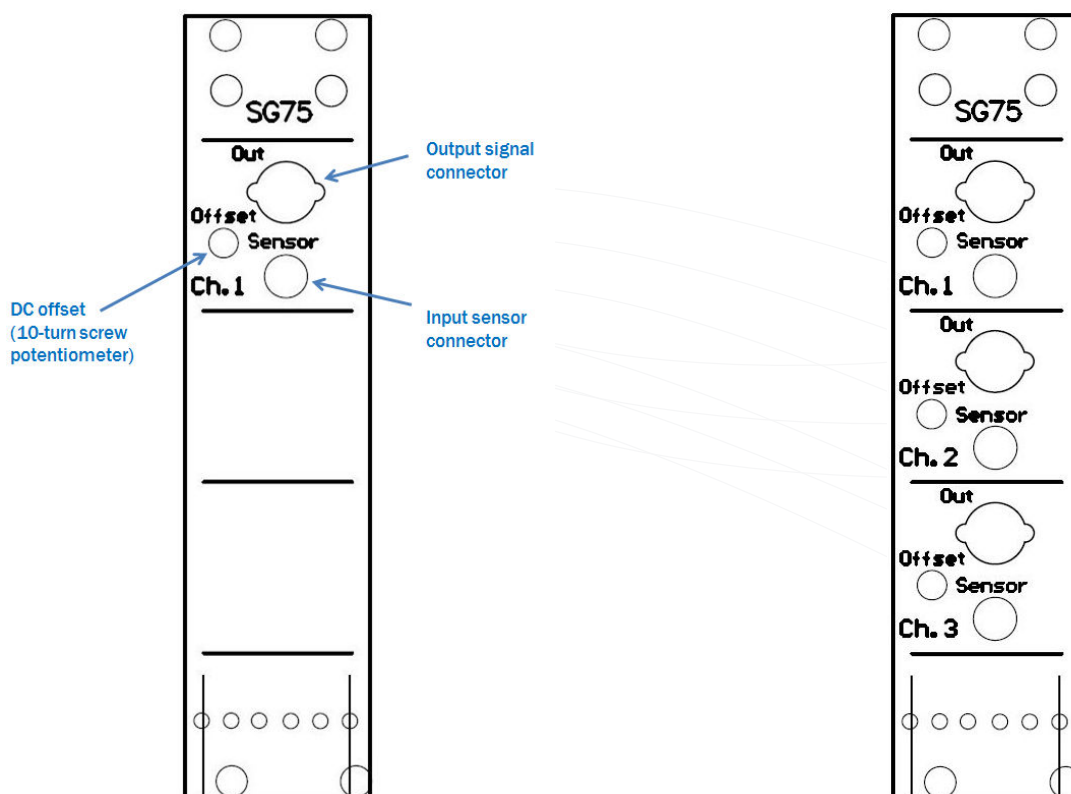 SG75
Out
Offset
Sensor
Ch.1
Output signal
connector
Input sensor
connector
DC offset
(10-turn screw
potentiometer)
SG75
Out
Offset
Sensor
Ch.1
Out
Offset
Sensor
Ch.2
Out
Offset
Sensor
Ch.3